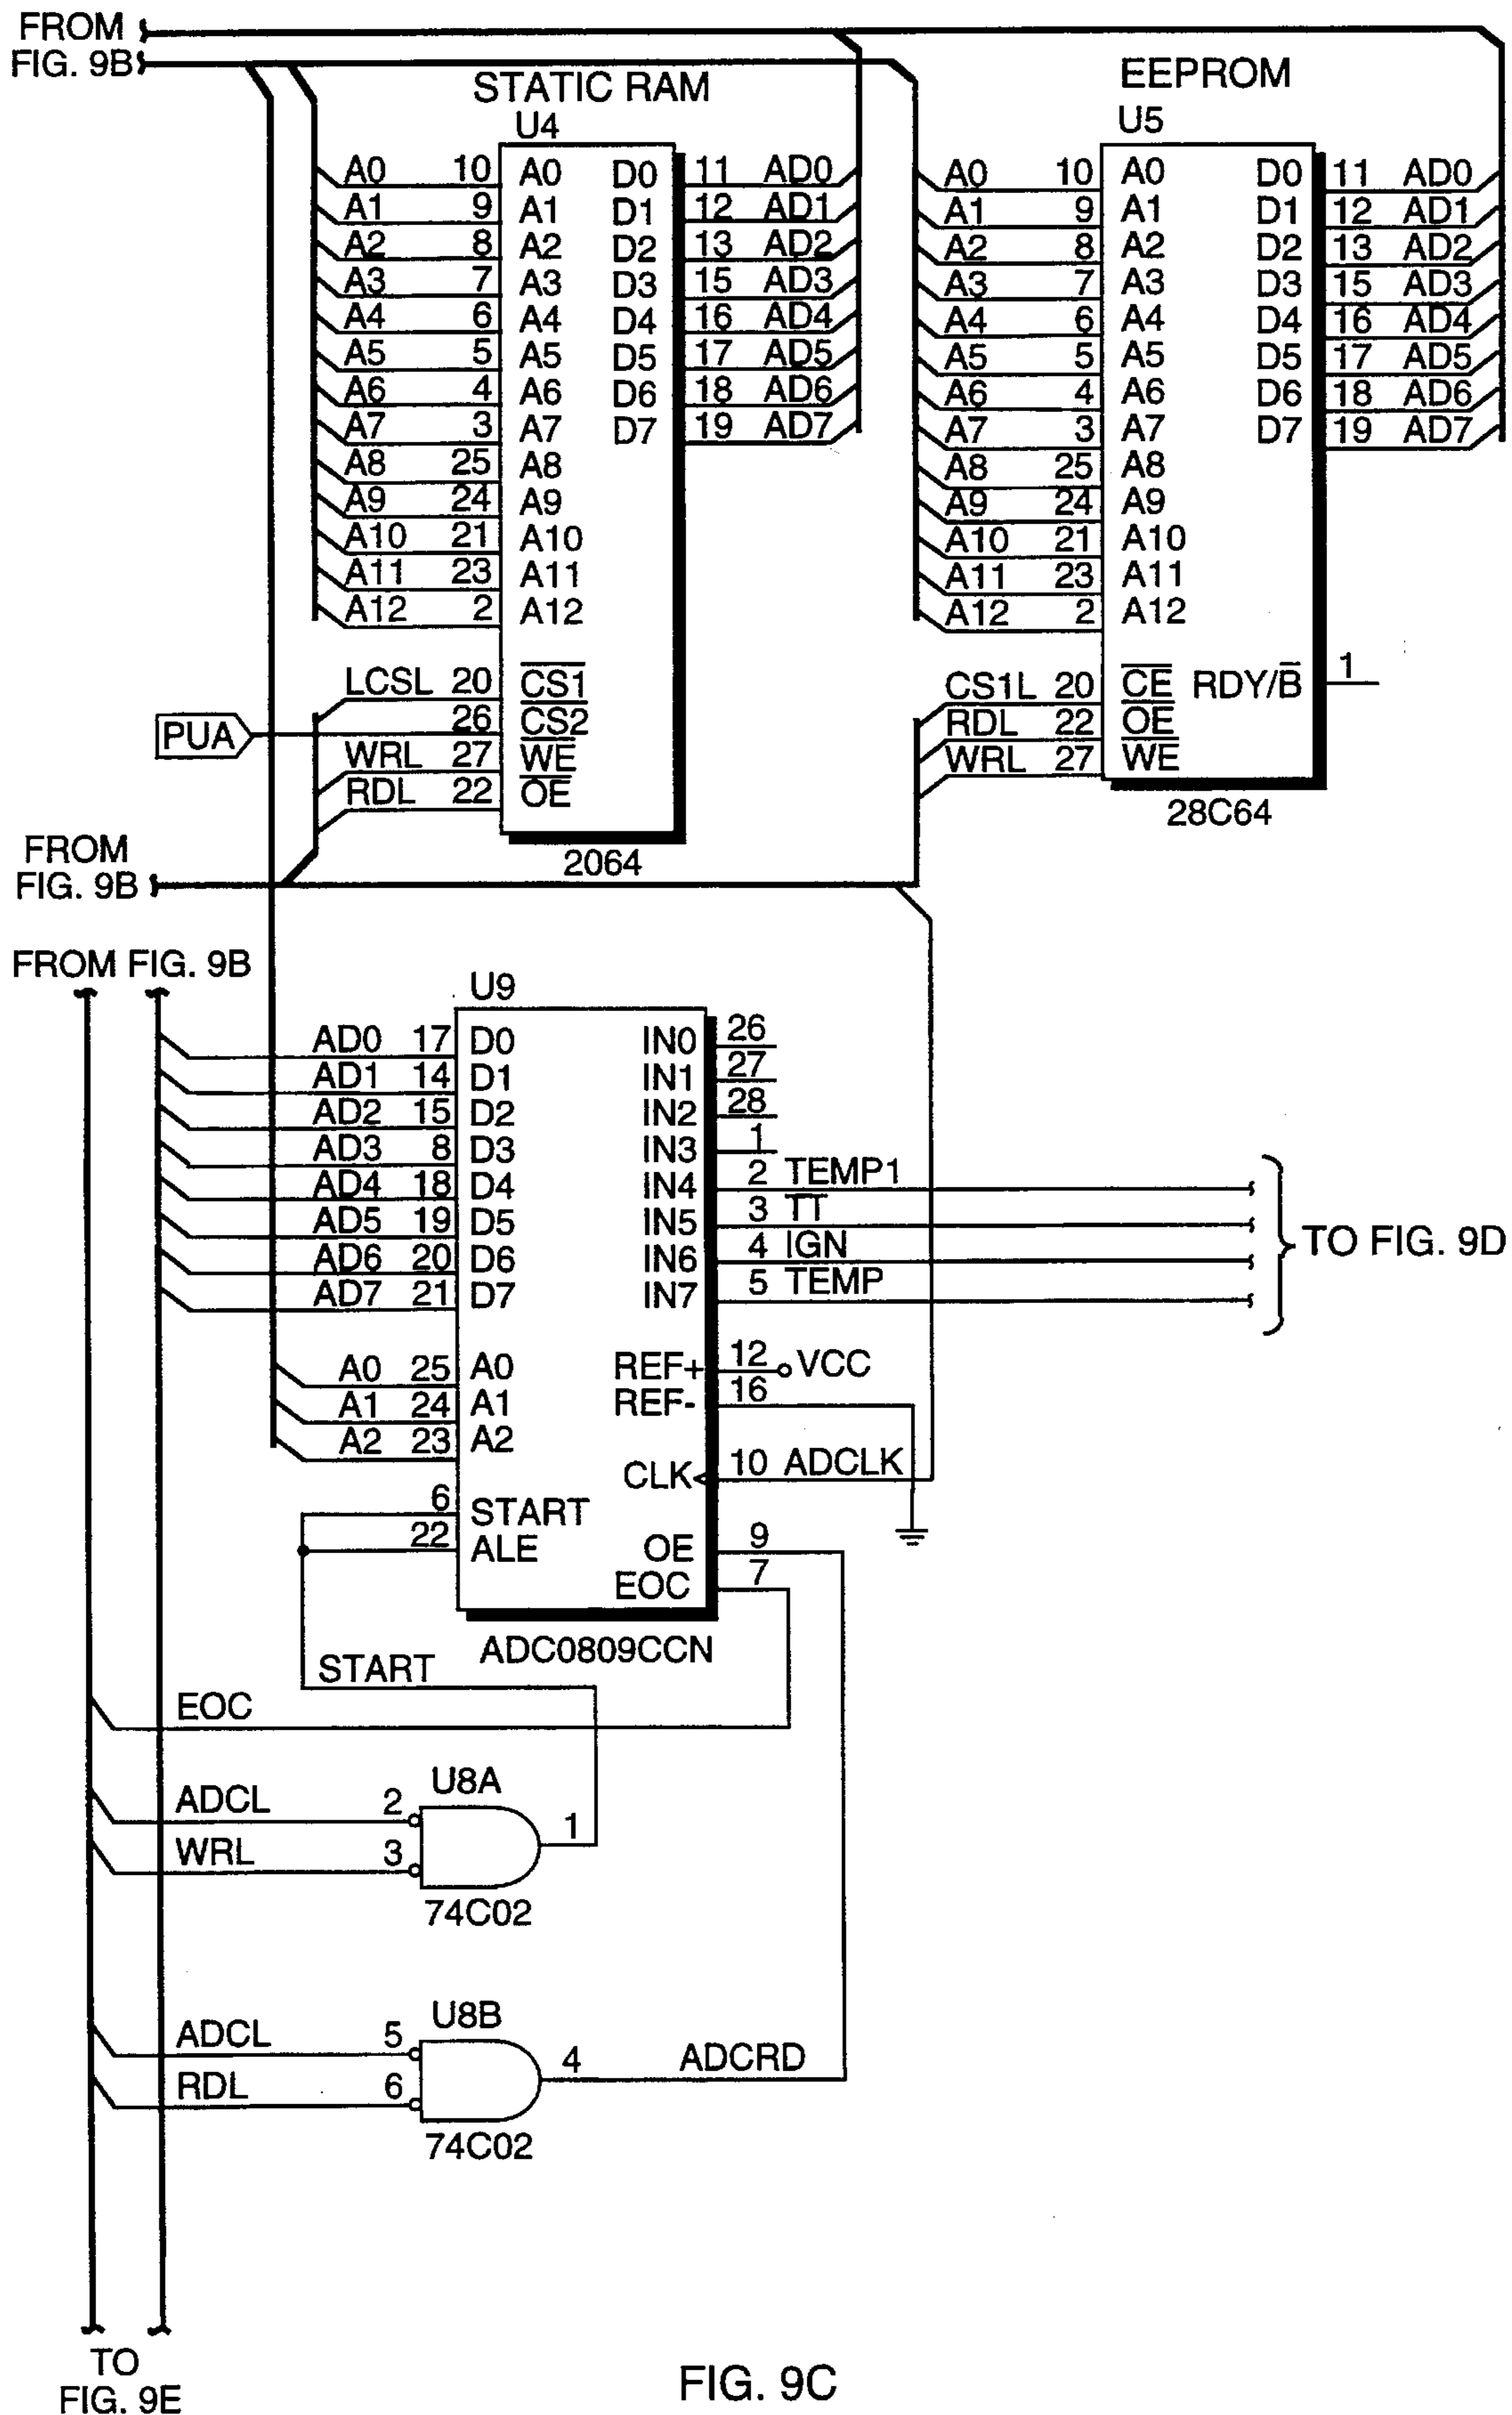 FROM
FIG. 9B
STATIC RAM
U4
A0 10 A0 D0 11 AD0
A1 9 A1 D1 12 AD1
A2 8 A2 D2 13 AD2
A3 7 A3 D3 15 AD3
A4 6 A4 D4 16 AD4
A5 5 A5 D5 17 AD5
A6 4 A6 D6 18 AD6
A7 3 A7 D7 19 AD7
A8 25 A8
A9 24 A9
A10 21 A10
A11 23 A11
A12 2 A12
LCSL 20 CS1
PUA 26 CS2
WRL 27 WE
RDL 22 OE
2064
EEPROM
U5
A0 10 A0 D0 11 AD0
A1 9 A1 D1 12 AD1
A2 8 A2 D2 13 AD2
A3 7 A3 D3 15 AD3
A4 6 A4 D4 16 AD4
A5 5 A5 D5 17 AD5
A6 4 A6 D6 18 AD6
A7 3 A7 D7 19 AD7
A8 25 A8
A9 24 A9
A10 21 A10
A11 23 A11
A12 2 A12
CS1L 20 CE RDY/B 1
RDL 22 OE
WRL 27 WE
28C64
FROM
FIG. 9B
FROM FIG. 9B
U9
AD0 17 D0 IN0 26
AD1 14 D1 IN1 27
AD2 15 D2 IN2 28
AD3 8 D3 IN3 1
AD4 18 D4 IN4 2 TEMP1
AD5 19 D5 IN5 3 TT
AD6 20 D6 IN6 4 IGN
AD7 21 D7 IN7 5 TEMP
TO FIG. 9D
A0 25 A0 REF+ 12 VCC
A1 24 A1 REF- 16
A2 23 A2 CLK 10 ADCLK
6 START
22 ALE OE 9
EOC 7
ADC0809CCN
START
EOC
U8A
ADCL 2 1
WRL 3
74C02
U8B
ADCL 5 4 ADCRD
RDL 6
74C02
TO
FIG. 9E
FIG. 9C